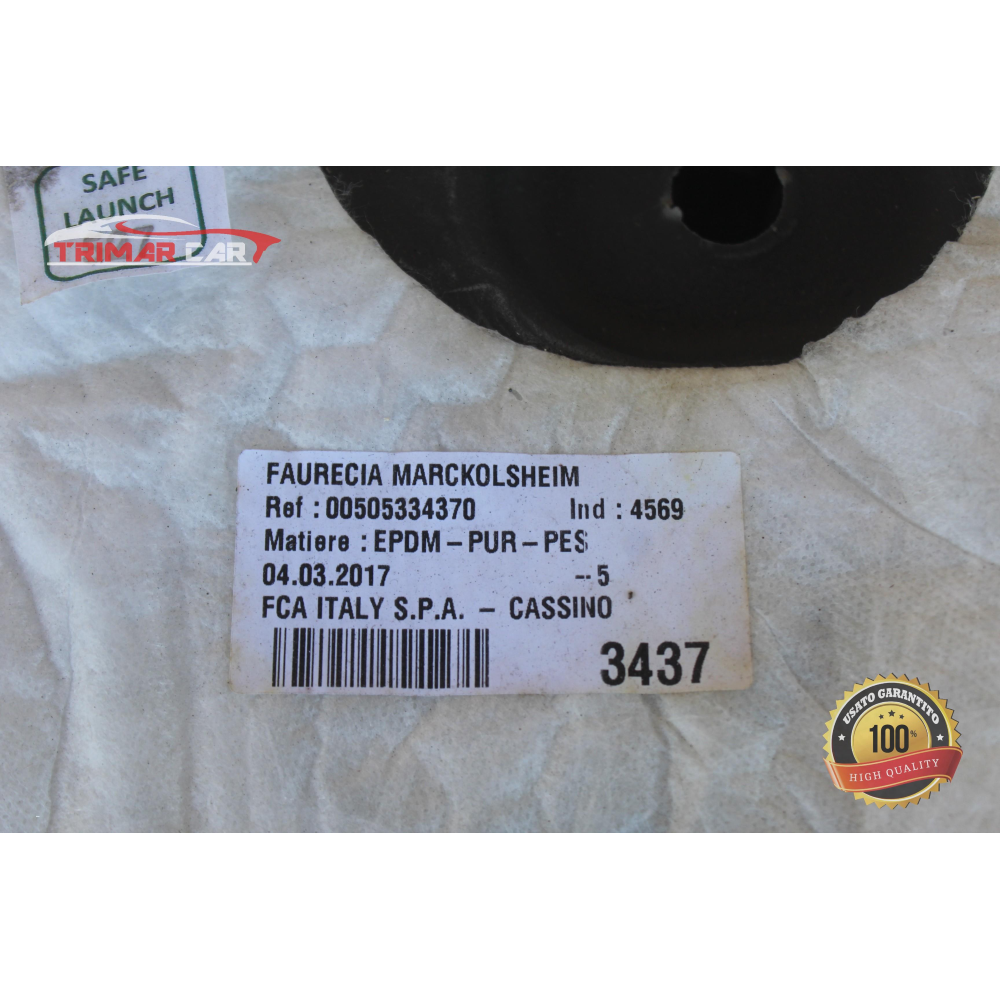 SAFE
LAUNCH
TRIMAR CAR
FAURECIA MARCKOLSHEIM
Ref : 00505334370 Ind : 4569
Matiere : EPDM-PUR-PES
04.03.2017 -- 5
FCA ITALY S.P.A. - CASSINO
3437
USATO GARANTITO
100%
HIGH QUALITY